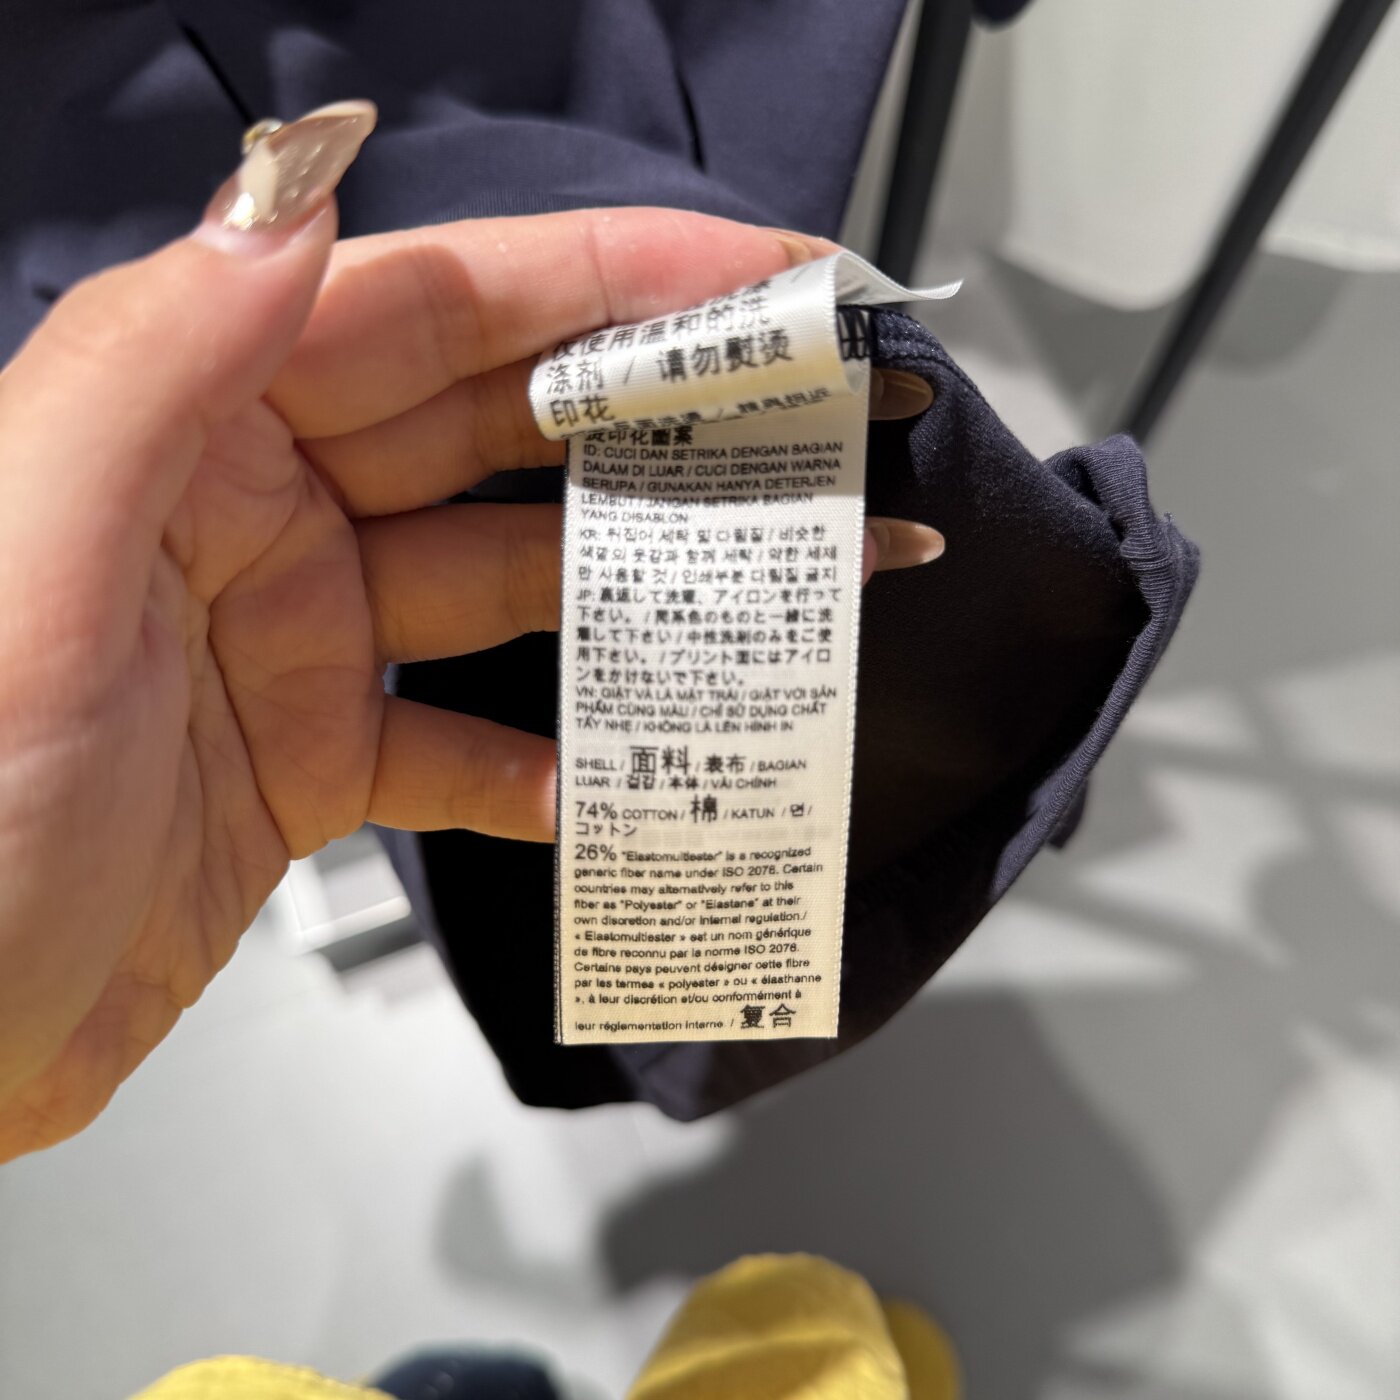 仅使用温和的洗
涤剂 / 请勿熨烫
印花
燙印花圖案
ID: CUCI DAN SETRIKA DENGAN BAGIAN
DALAM DI LUAR / CUCI DENGAN WARNA
SERUPA / GUNAKAN HANYA DETERJEN
LEMBUT / JANGAN SETRIKA BAGIAN
YANG DISABLON
KR: 뒤집어 세탁 및 다림질 / 비슷한
색깔의 옷감과 함께 세탁 / 약한 세제
만 사용할 것 / 인쇄부분 다림질 금지
JP: 裏返して洗濯、アイロンを行って
下さい。/ 同系色のものと一緒に洗
濯して下さい / 中性洗剤のみをご使
用下さい。/ プリント面にはアイロ
ンをかけないで下さい。
VN: GIẶT VÀ LÀ MẶT TRÁI / GIẶT VỚI SẢN
PHẨM CÙNG MÀU / CHỈ SỬ DỤNG CHẤT
TẨY NHẸ / KHÔNG LÀ LÊN HÌNH IN
SHELL / 面料 / 表布 / BAGIAN
LUAR / 겉감 / 本体 / VẢI CHÍNH
74% COTTON / 棉 / KATUN / 면 /
コットン
26% "Elastomultiester" is a recognized
generic fiber name under ISO 2076. Certain
countries may alternatively refer to this
fiber as "Polyester" or "Elastane" at their
own discretion and/or internal regulation./
« Elastomultiester » est un nom générique
de fibre reconnu par la norme ISO 2076.
Certains pays peuvent désigner cette fibre
par les termes « polyester » ou « élasthanne
», à leur discrétion et/ou conformément à
leur réglementation interne. / 复合